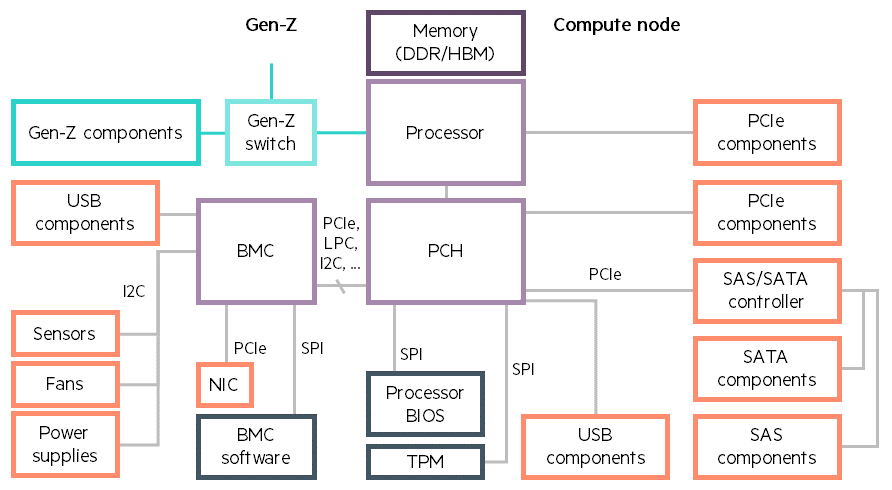 Gen-Z
Compute node
Memory
(DDR/HBM)
Gen-Z components
Gen-Z
switch
Processor
PCIe
components
USB
components
BMC
PCIe,
LPC,
I2C, ...
PCH
PCIe
components
I2C
PCIe
SAS/SATA
controller
Sensors
PCIe
SPI
SPI
SPI
SATA
components
Fans
NIC
Processor
BIOS
Power
supplies
BMC
software
TPM
USB
components
SAS
components